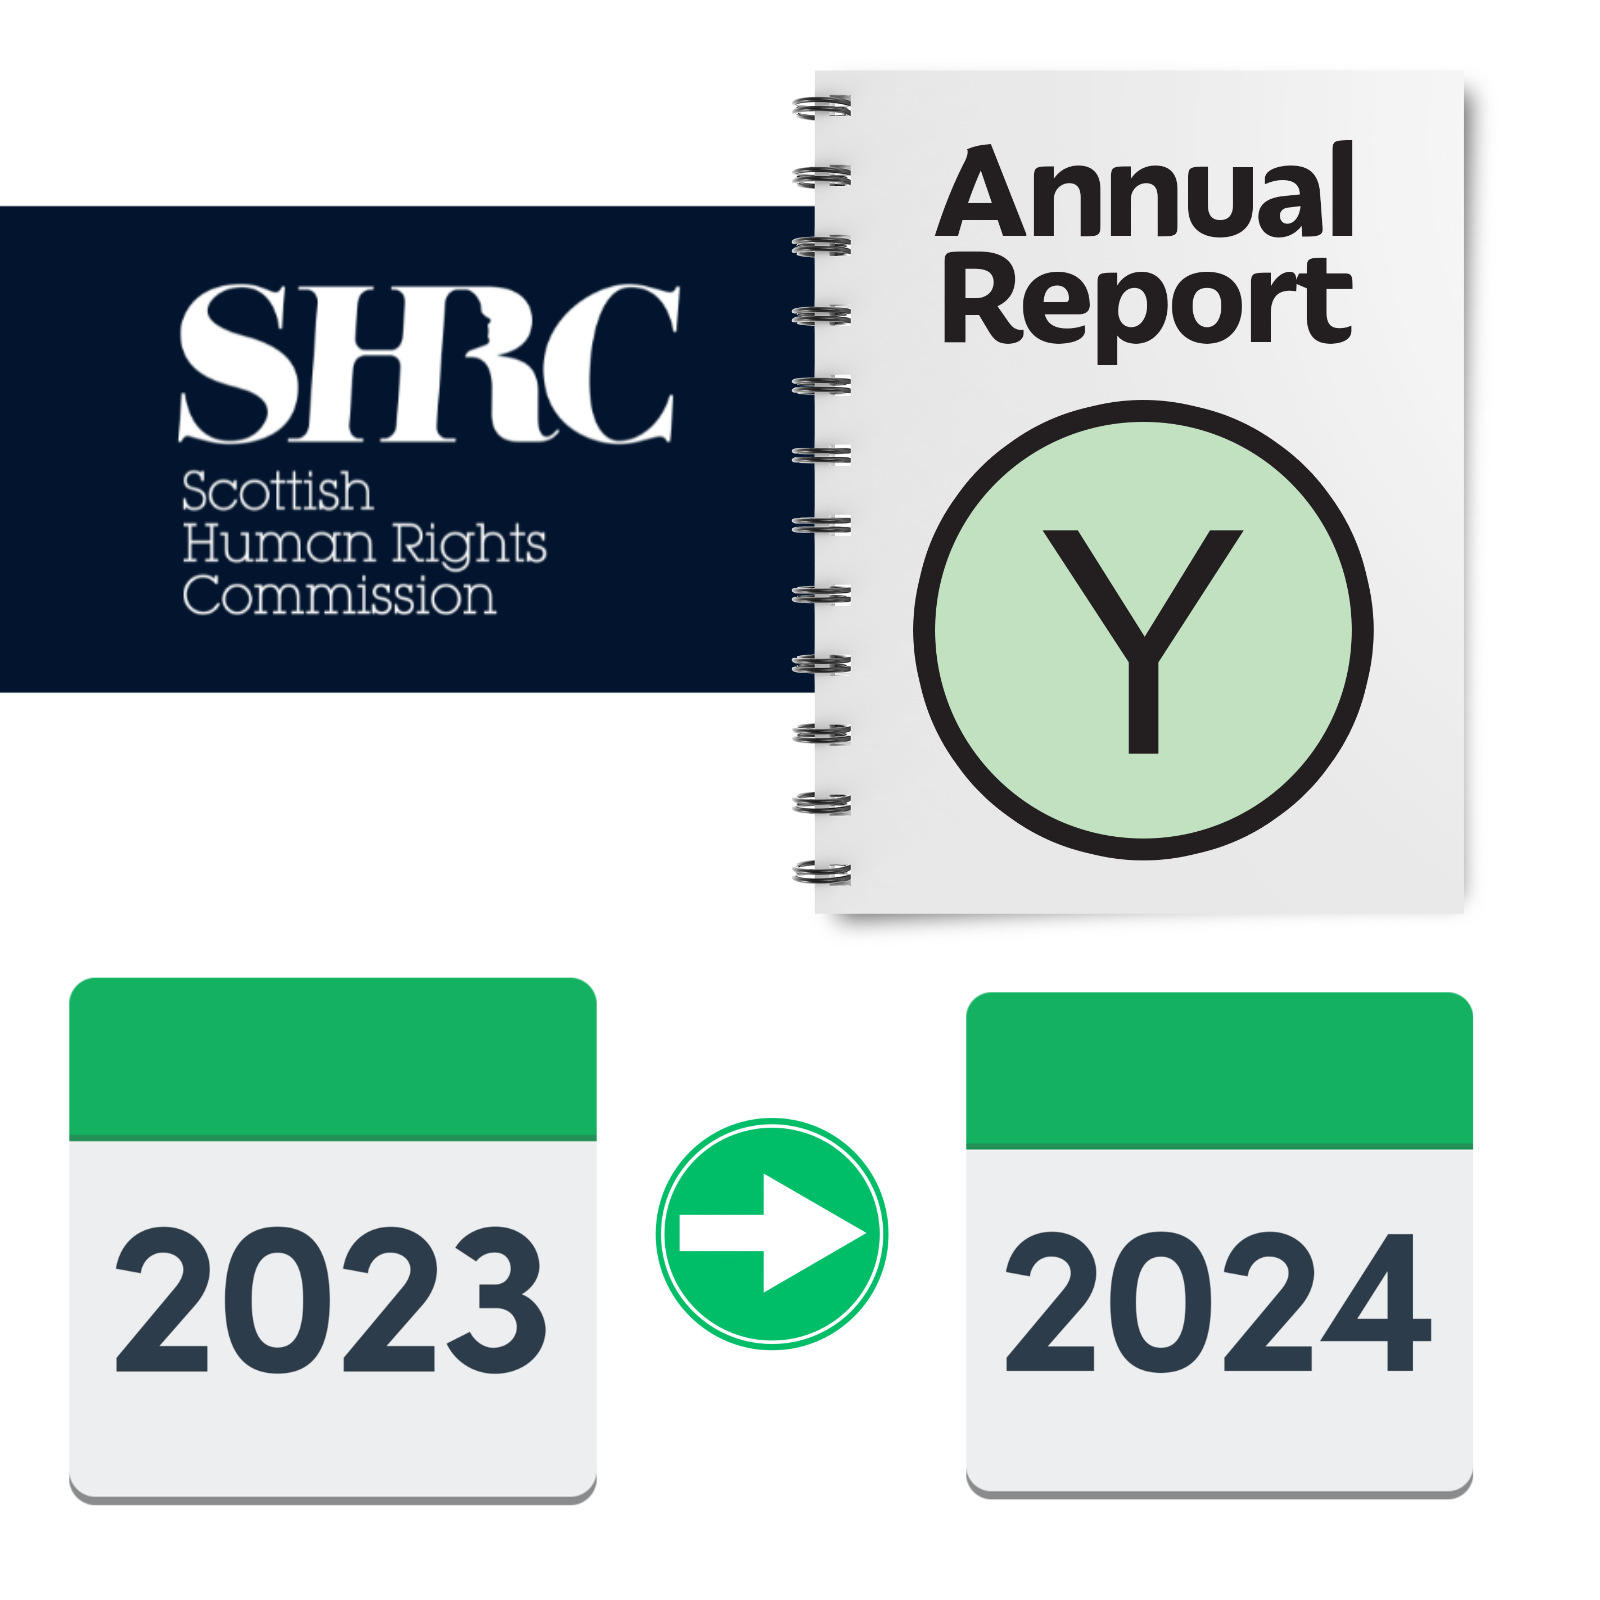 SHRC
Scottish
Human Rights
Commission
Annual
Report
Y
2023
2024